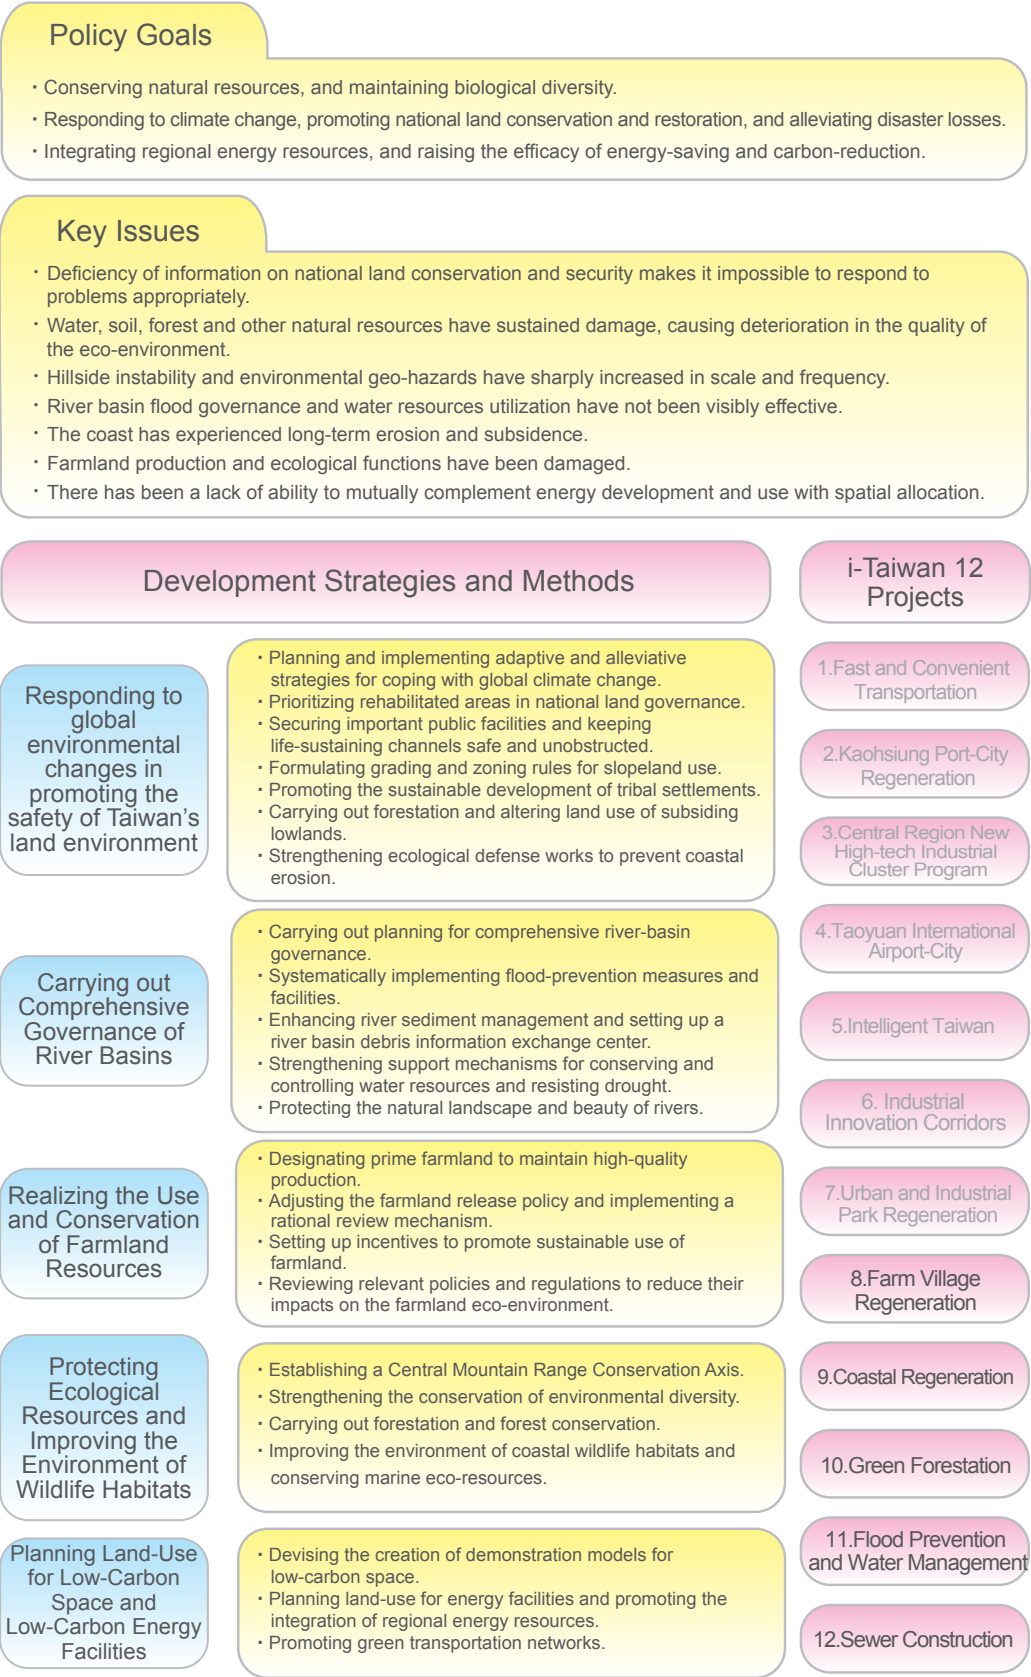 Policy Goals
・Conserving natural resources, and maintaining biological diversity.
・Responding to climate change, promoting national land conservation and restoration, and alleviating disaster losses.
・Integrating regional energy resources, and raising the efficacy of energy-saving and carbon-reduction.
Key Issues
・Deficiency of information on national land conservation and security makes it impossible to respond to
problems appropriately.
・Water, soil, forest and other natural resources have sustained damage, causing deterioration in the quality of
the eco-environment.
・Hillside instability and environmental geo-hazards have sharply increased in scale and frequency.
・River basin flood governance and water resources utilization have not been visibly effective.
・The coast has experienced long-term erosion and subsidence.
・Farmland production and ecological functions have been damaged.
・There has been a lack of ability to mutually complement energy development and use with spatial allocation.
Development Strategies and Methods
Responding to
global
environmental
changes in
promoting the
safety of Taiwan's
land environment
・Planning and implementing adaptive and alleviative
strategies for coping with global climate change.
・Prioritizing rehabilitated areas in national land governance.
・Securing important public facilities and keeping
life-sustaining channels safe and unobstructed.
・Formulating grading and zoning rules for slopeland use.
・Promoting the sustainable development of tribal settlements.
・Carrying out forestation and altering land use of subsiding
lowlands.
・Strengthening ecological defense works to prevent coastal
erosion.
Carrying out
Comprehensive
Governance of
River Basins
・Carrying out planning for comprehensive river-basin
governance.
・Systematically implementing flood-prevention measures and
facilities.
・Enhancing river sediment management and setting up a
river basin debris information exchange center.
・Strengthening support mechanisms for conserving and
controlling water resources and resisting drought.
・Protecting the natural landscape and beauty of rivers.
Realizing the Use
and Conservation
of Farmland
Resources
・Designating prime farmland to maintain high-quality
production.
・Adjusting the farmland release policy and implementing a
rational review mechanism.
・Setting up incentives to promote sustainable use of
farmland.
・Reviewing relevant policies and regulations to reduce their
impacts on the farmland eco-environment.
Protecting
Ecological
Resources and
Improving the
Environment of
Wildlife Habitats
・Establishing a Central Mountain Range Conservation Axis.
・Strengthening the conservation of environmental diversity.
・Carrying out forestation and forest conservation.
・Improving the environment of coastal wildlife habitats and
conserving marine eco-resources.
Planning Land-Use
for Low-Carbon
Space and
Low-Carbon Energy
Facilities
・Devising the creation of demonstration models for
low-carbon space.
・Planning land-use for energy facilities and promoting the
integration of regional energy resources.
・Promoting green transportation networks.
i-Taiwan 12
Projects
1.Fast and Convenient
Transportation
2.Kaohsiung Port-City
Regeneration
3.Central Region New
High-tech Industrial
Cluster Program
4.Taoyuan International
Airport-City
5.Intelligent Taiwan
6. Industrial
Innovation Corridors
7.Urban and Industrial
Park Regeneration
8.Farm Village
Regeneration
9.Coastal Regeneration
10.Green Forestation
11.Flood Prevention
and Water Management
12.Sewer Construction